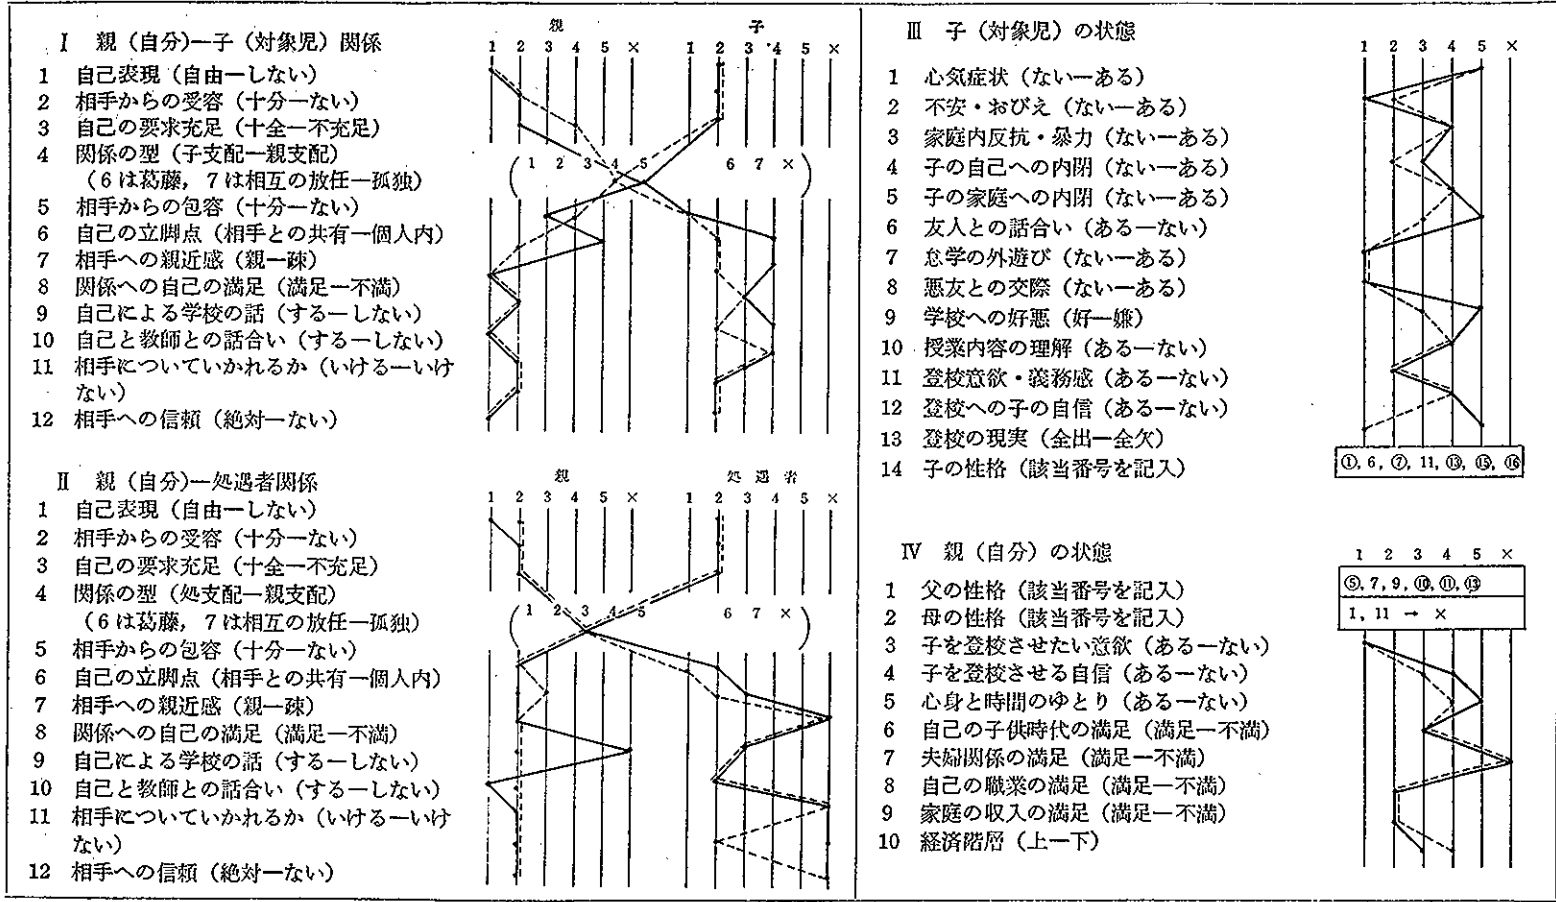 I 親（自分）―子（対象児）関係
親 子
1 2 3 4 5 × 1 2 3 4 5 ×
1 自己表現（自由―しない）
2 相手からの受容（十分―ない）
3 自己の要求充足（十全―不充足）
4 関係の型（子支配―親支配）
（6は葛藤，7は相互の放任―孤独）
（1 2 3 4 5 6 7 ×）
5 相手からの包容（十分―ない）
6 自己の立脚点（相手との共有―個人内）
7 相手への親近感（親―疎）
8 関係への自己の満足（満足―不満）
9 自己による学校の話（する―しない）
10 自己と教師との話合い（する―しない）
11 相手についていかれるか（いける―いけ
ない）
12 相手への信頼（絶対―ない）
II 親（自分）―処遇者関係
親 処遇者
1 2 3 4 5 × 1 2 3 4 5 ×
1 自己表現（自由―しない）
2 相手からの受容（十分―ない）
3 自己の要求充足（十全―不充足）
4 関係の型（処支配―親支配）
（6は葛藤，7は相互の放任―孤独）
（1 2 3 4 5 6 7 ×）
5 相手からの包容（十分―ない）
6 自己の立脚点（相手との共有―個人内）
7 相手への親近感（親―疎）
8 関係への自己の満足（満足―不満）
9 自己による学校の話（する―しない）
10 自己と教師との話合い（する―しない）
11 相手についていかれるか（いける―いけ
ない）
12 相手への信頼（絶対―ない）
III 子（対象児）の状態
1 2 3 4 5 ×
1 心気症状（ない―ある）
2 不安・おびえ（ない―ある）
3 家庭内反抗・暴力（ない―ある）
4 子の自己への内閉（ない―ある）
5 子の家庭への内閉（ない―ある）
6 友人との話合い（ある―ない）
7 怠学の外遊び（ない―ある）
8 悪友との交際（ない―ある）
9 学校への好悪（好―嫌）
10 授業内容の理解（ある―ない）
11 登校意欲・義務感（ある―ない）
12 登校への子の自信（ある―ない）
13 登校の現実（全出―全欠）
14 子の性格（該当番号を記入）
①, 6, ⑦, 11, ⑬, ⑮, ⑯
IV 親（自分）の状態
1 2 3 4 5 ×
1 父の性格（該当番号を記入）
⑤, 7, 9, ⑩, ⑪, ⑬
2 母の性格（該当番号を記入）
1, 11 → ×
3 子を登校させたい意欲（ある―ない）
4 子を登校させる自信（ある―ない）
5 心身と時間のゆとり（ある―ない）
6 自己の子供時代の満足（満足―不満）
7 夫婦関係の満足（満足―不満）
8 自己の職業の満足（満足―不満）
9 家庭の収入の満足（満足―不満）
10 経済階層（上―下）